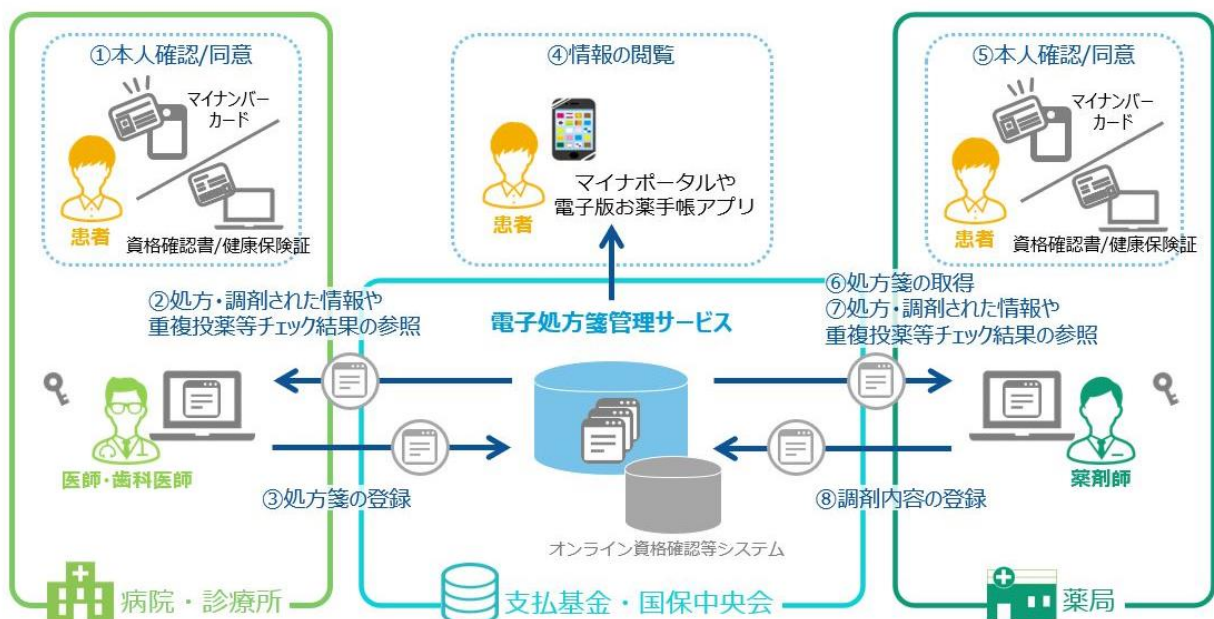 ①本人確認/同意
マイナンバー
カード
患者
資格確認書/健康保険証
②処方・調剤された情報や
重複投薬等チェック結果の参照
医師・歯科医師
③処方箋の登録
病院・診療所
④情報の閲覧
患者
マイナポータルや
電子版お薬手帳アプリ
電子処方箋管理サービス
オンライン資格確認等システム
支払基金・国保中央会
⑤本人確認/同意
マイナンバー
カード
患者
資格確認書/健康保険証
⑥処方箋の取得
⑦処方・調剤された情報や
重複投薬等チェック結果の参照
薬剤師
⑧調剤内容の登録
薬局